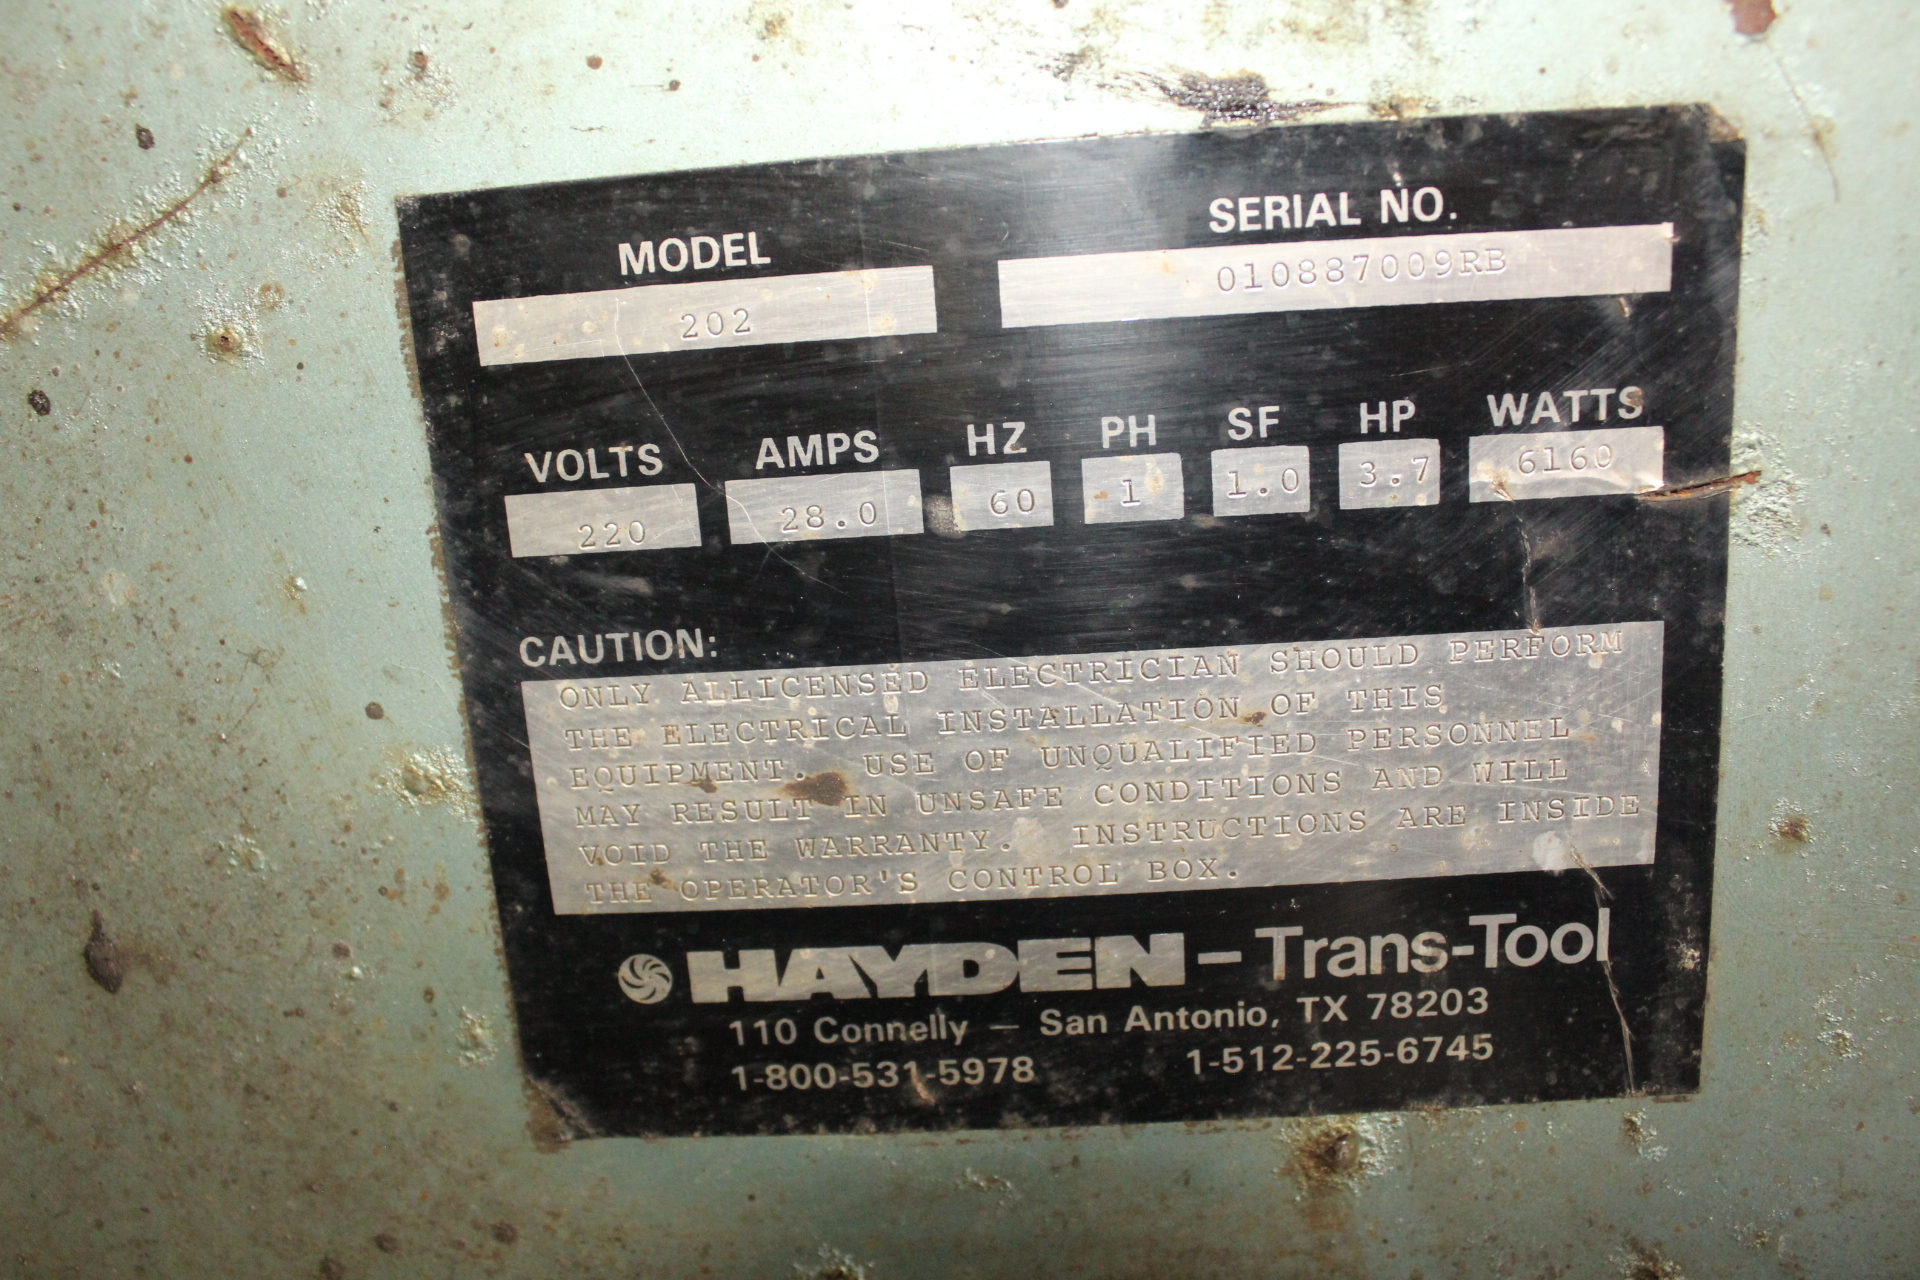 MODEL SERIAL NO.
202 010887009RB
VOLTS AMPS HZ PH SF HP WATTS
220 28.0 60 1 1.0 3.7 6160
CAUTION:
ONLY ALLICENSED ELECTRICIAN SHOULD PERFORM
THE ELECTRICAL INSTALLATION OF THIS
EQUIPMENT. USE OF UNQUALIFIED PERSONNEL
MAY RESULT IN UNSAFE CONDITIONS AND WILL
VOID THE WARRANTY. INSTRUCTIONS ARE INSIDE
THE OPERATOR'S CONTROL BOX.
HAYDEN - Trans-Tool
110 Connelly — San Antonio, TX 78203
1-800-531-5978 1-512-225-6745